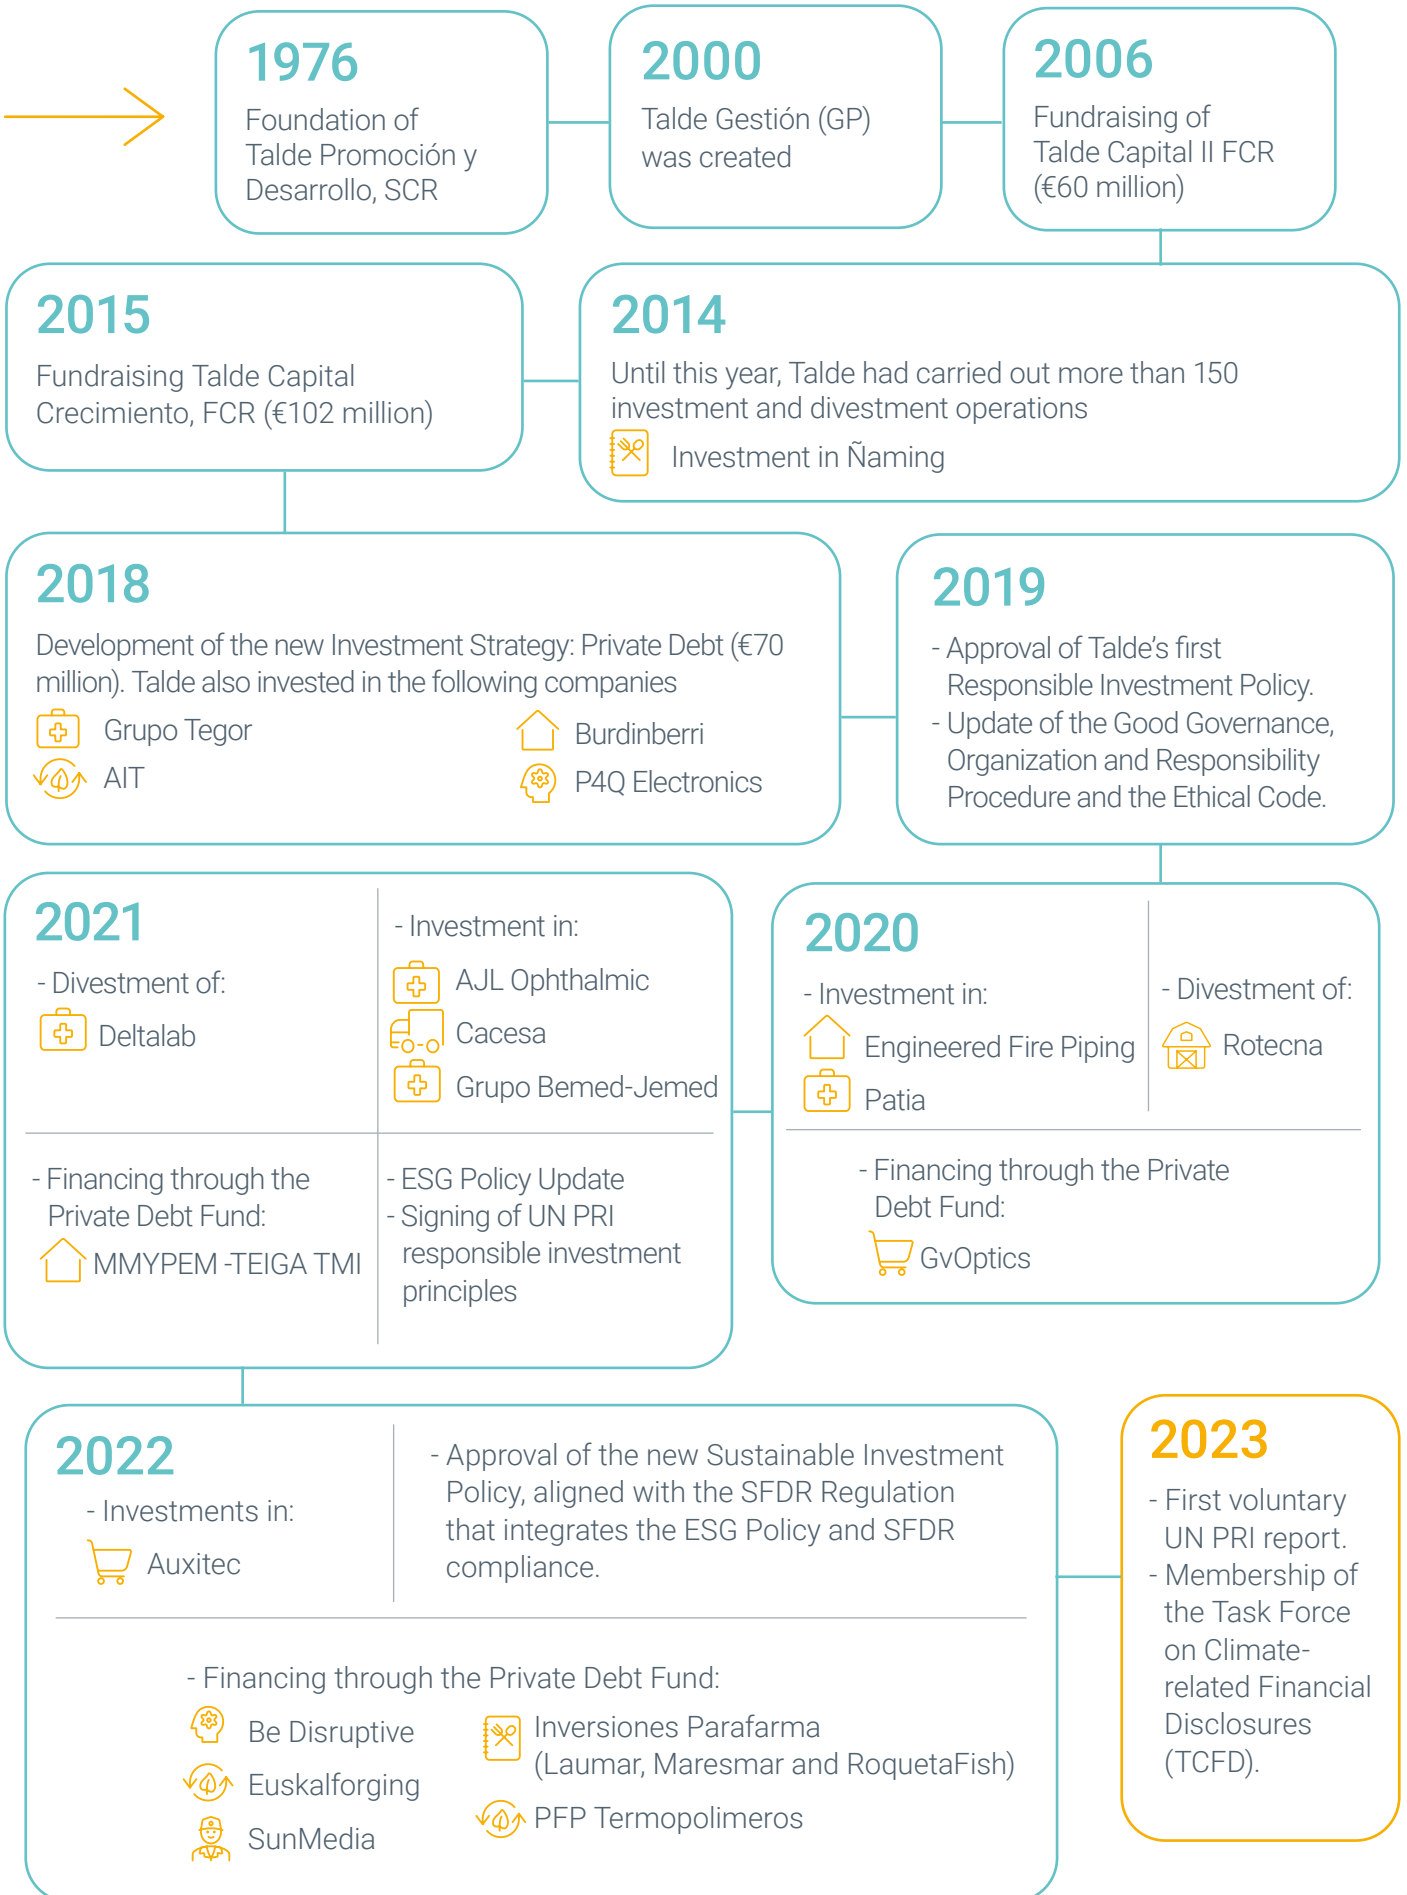 1976
Foundation of
Talde Promoción y
Desarrollo, SCR
2000
Talde Gestión (GP)
was created
2006
Fundraising of
Talde Capital II FCR
(€60 million)
2014
Until this year, Talde had carried out more than 150
investment and divestment operations
Investment in Ñaming
2015
Fundraising Talde Capital
Crecimiento, FCR (€102 million)
2018
Development of the new Investment Strategy: Private Debt (€70
million). Talde also invested in the following companies
Grupo Tegor
AIT
Burdinberri
P4Q Electronics
2019
- Approval of Talde's first
Responsible Investment Policy.
- Update of the Good Governance,
Organization and Responsibility
Procedure and the Ethical Code.
2020
- Investment in:
Engineered Fire Piping
Patia
- Divestment of:
Rotecna
- Financing through the Private
Debt Fund:
GvOptics
2021
- Divestment of:
Deltalab
- Investment in:
AJL Ophthalmic
Cacesa
Grupo Bemed-Jemed
- Financing through the
Private Debt Fund:
MMYPEM -TEIGA TMI
- ESG Policy Update
- Signing of UN PRI
responsible investment
principles
2022
- Investments in:
Auxitec
- Approval of the new Sustainable Investment
Policy, aligned with the SFDR Regulation
that integrates the ESG Policy and SFDR
compliance.
- Financing through the Private Debt Fund:
Be Disruptive
Euskalforging
SunMedia
Inversiones Parafarma
(Laumar, Maresmar and RoquetaFish)
PFP Termopolimeros
2023
- First voluntary
UN PRI report.
- Membership of
the Task Force
on Climate-
related Financial
Disclosures
(TCFD).